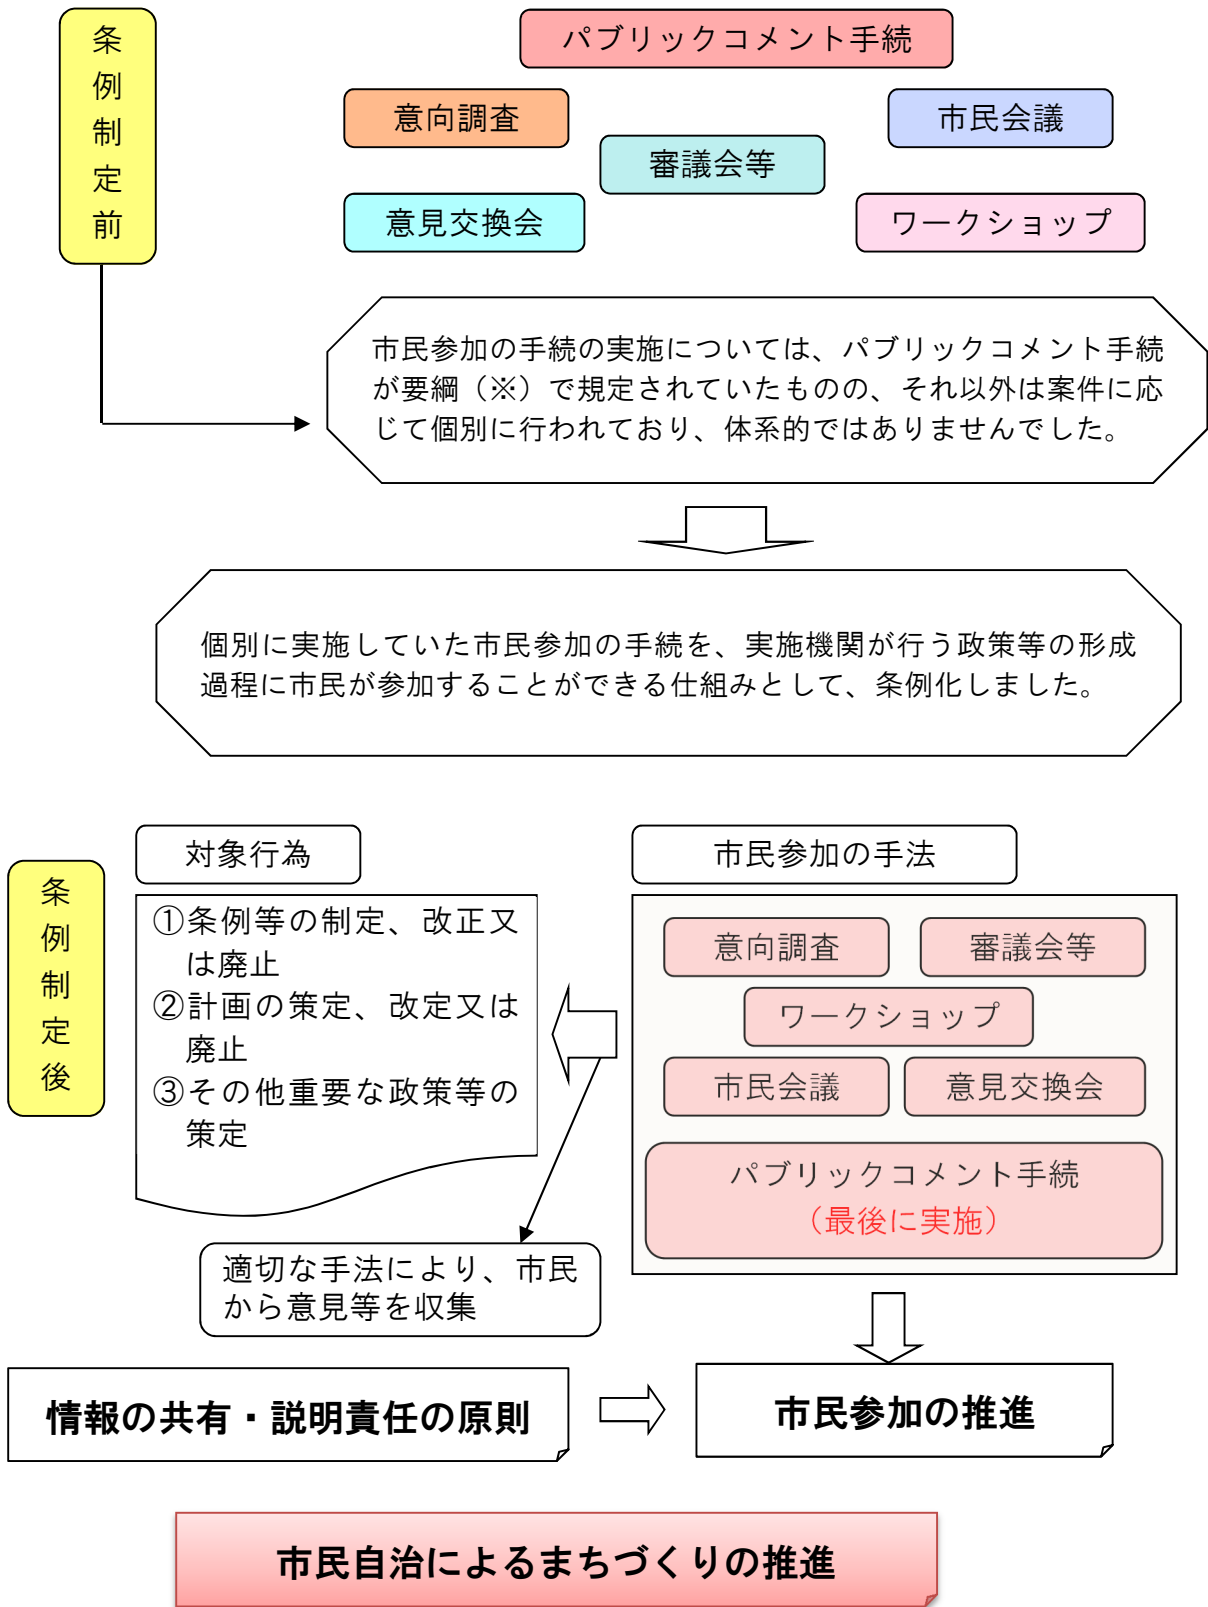 条例制定前
パブリックコメント手続
意向調査
市民会議
審議会等
意見交換会
ワークショップ
市民参加の手続の実施については、パブリックコメント手続
が要綱（※）で規定されていたものの、それ以外は案件に応
じて個別に行われており、体系的ではありませんでした。
個別に実施していた市民参加の手続を、実施機関が行う政策等の形成
過程に市民が参加することができる仕組みとして、条例化しました。
条例制定後
対象行為
①条例等の制定、改正又
は廃止
②計画の策定、改定又は
廃止
③その他重要な政策等の
策定
市民参加の手法
意向調査
審議会等
ワークショップ
市民会議
意見交換会
パブリックコメント手続
（最後に実施）
適切な手法により、市民
から意見等を収集
情報の共有・説明責任の原則
市民参加の推進
市民自治によるまちづくりの推進